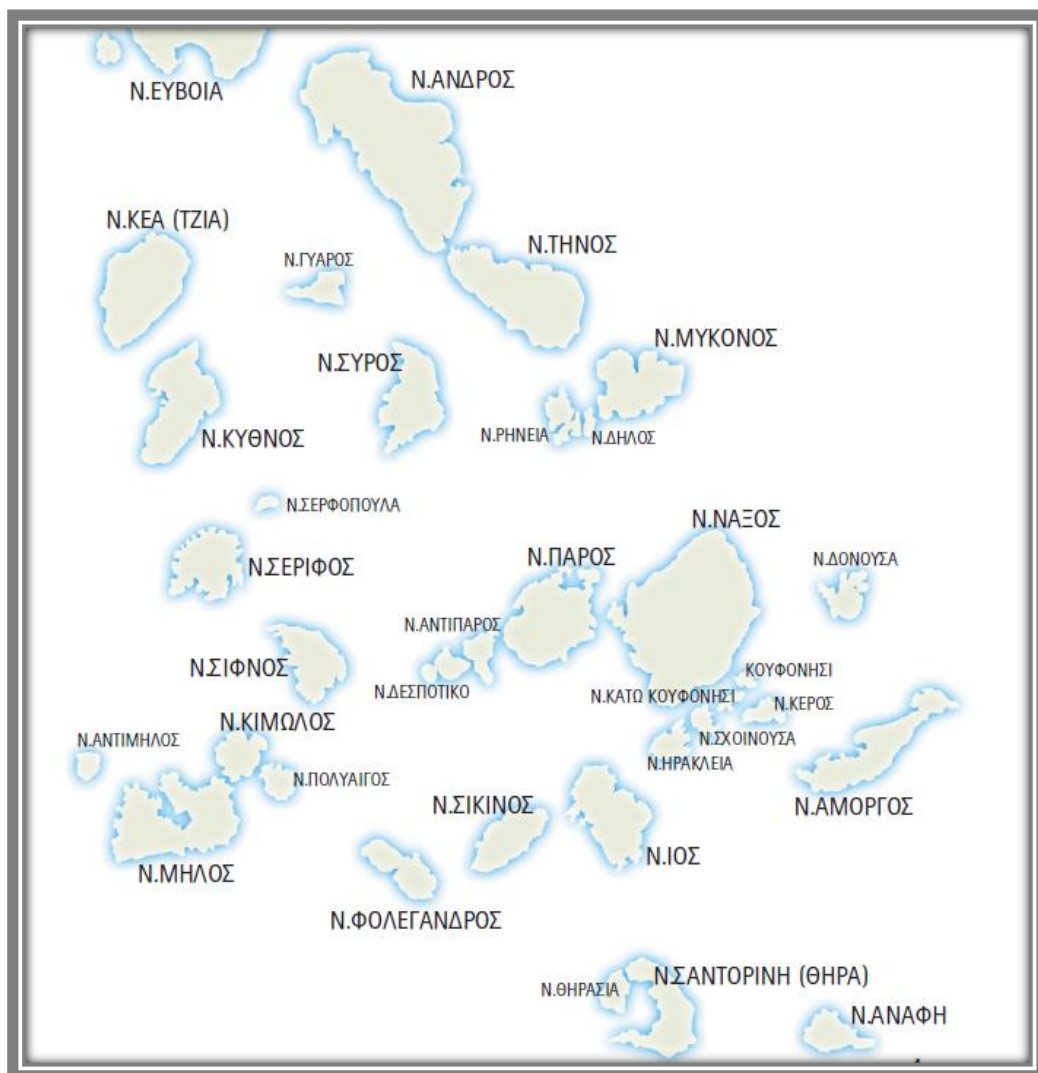 Ν.ΕΥΒΟΙΑ
Ν.ΑΝΔΡΟΣ
Ν.ΚΕΑ (ΤΖΙΑ)
Ν.ΓΥΑΡΟΣ
Ν.ΤΗΝΟΣ
Ν.ΣΥΡΟΣ
Ν.ΜΥΚΟΝΟΣ
Ν.ΚΥΘΝΟΣ
Ν.ΡΗΝΕΙΑ
Ν.ΔΗΛΟΣ
Ν.ΣΕΡΦΟΠΟΥΛΑ
Ν.ΝΑΞΟΣ
Ν.ΣΕΡΙΦΟΣ
Ν.ΠΑΡΟΣ
Ν.ΔΟΝΟΥΣΑ
Ν.ΑΝΤΙΠΑΡΟΣ
Ν.ΣΙΦΝΟΣ
Ν.ΔΕΣΠΟΤΙΚΟ
ΚΟΥΦΟΝΗΣΙ
Ν.ΚΑΤΩ ΚΟΥΦΟΝΗΣΙ
Ν.ΚΕΡΟΣ
Ν.ΚΙΜΩΛΟΣ
Ν.ΣΧΟΙΝΟΥΣΑ
Ν.ΑΝΤΙΜΗΛΟΣ
Ν.ΗΡΑΚΛΕΙΑ
Ν.ΠΟΛΥΑΙΓΟΣ
Ν.ΣΙΚΙΝΟΣ
Ν.ΑΜΟΡΓΟΣ
Ν.ΜΗΛΟΣ
Ν.ΙΟΣ
Ν.ΦΟΛΕΓΑΝΔΡΟΣ
Ν.ΘΗΡΑΣΙΑ
Ν.ΣΑΝΤΟΡΙΝΗ (ΘΗΡΑ)
Ν.ΑΝΑΦΗ